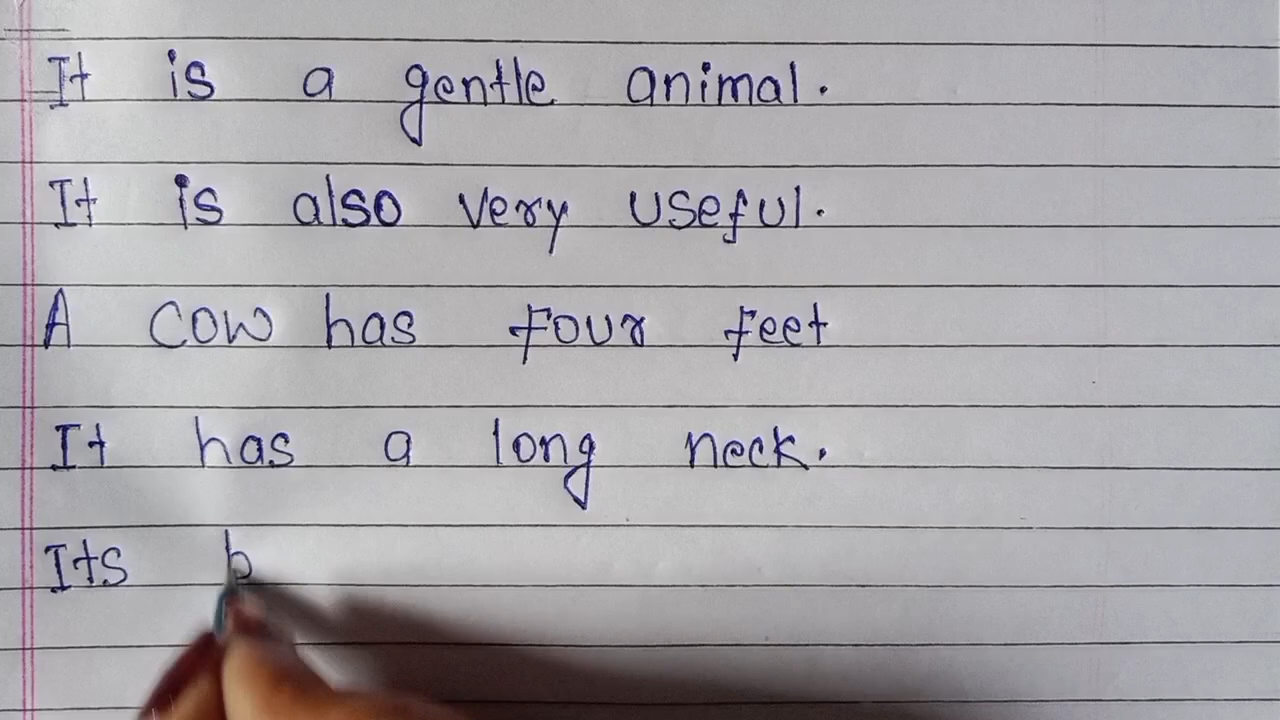 It is a gentle animal.
It is also very useful.
A cow has four feet
It has a long neck.
Its b